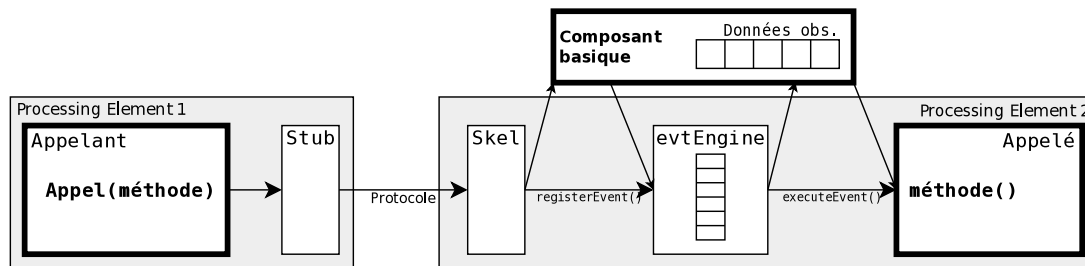 Données obs.
Composant
basique
Processing Element 1
Processing Element 2
Appelant
Stub
Skel
evtEngine
Appelé
Appel(méthode)
méthode()
Protocole
registerEvent()
executeEvent()